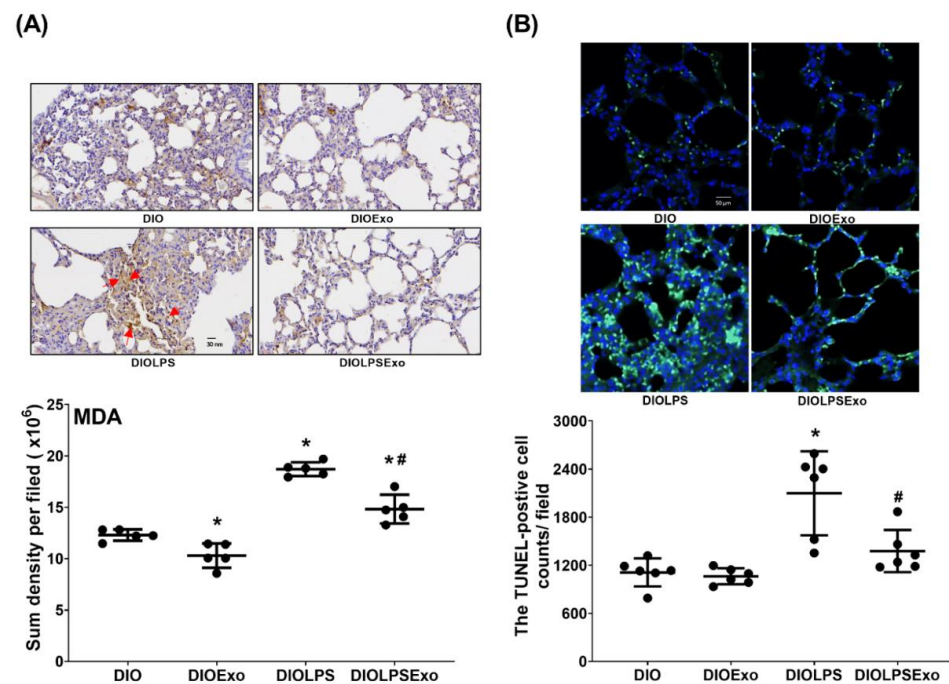 (A)
DIO
DIOExo
30 nm
DIOLPS
DIOLPSExo
MDA
Sum density per filed ( x10⁶)
25
20
15
10
5
0
*
*
* #
DIO
DIOExo
DIOLPS
DIOLPSExo
(B)
50 μm
DIO
DIOExo
DIOLPS
DIOLPSExo
The TUNEL-postive cell
counts/ field
3000
2400
1800
1200
600
0
*
#
DIO
DIOExo
DIOLPS
DIOLPSExo